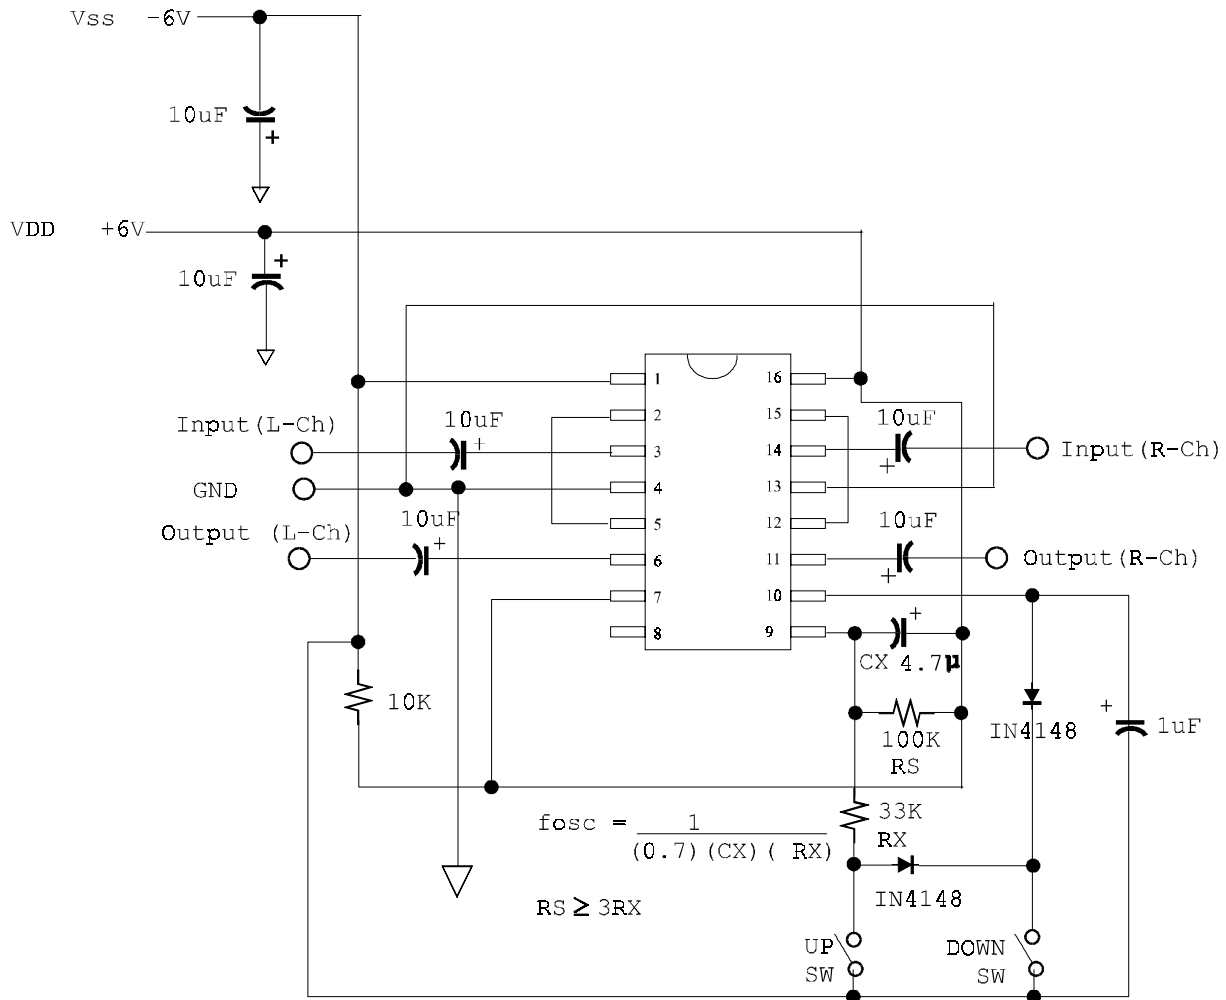 Vss -6V
10uF
+
VDD +6V
+
10uF
1 16
Input(L-Ch) 10uF +
2 15
10uF +
3 14
Input(R-Ch)
GND
4 13
10uF +
Output (L-Ch)
5 12
10uF +
6 11
Output(R-Ch)
7 10
8 9
+
CX 4.7µ
10K
100K
RS
IN4148
+
1uF
fosc = 1
(0.7)(CX)( RX)
33K
RX
IN4148
RS ≥ 3RX
UP
SW
DOWN
SW